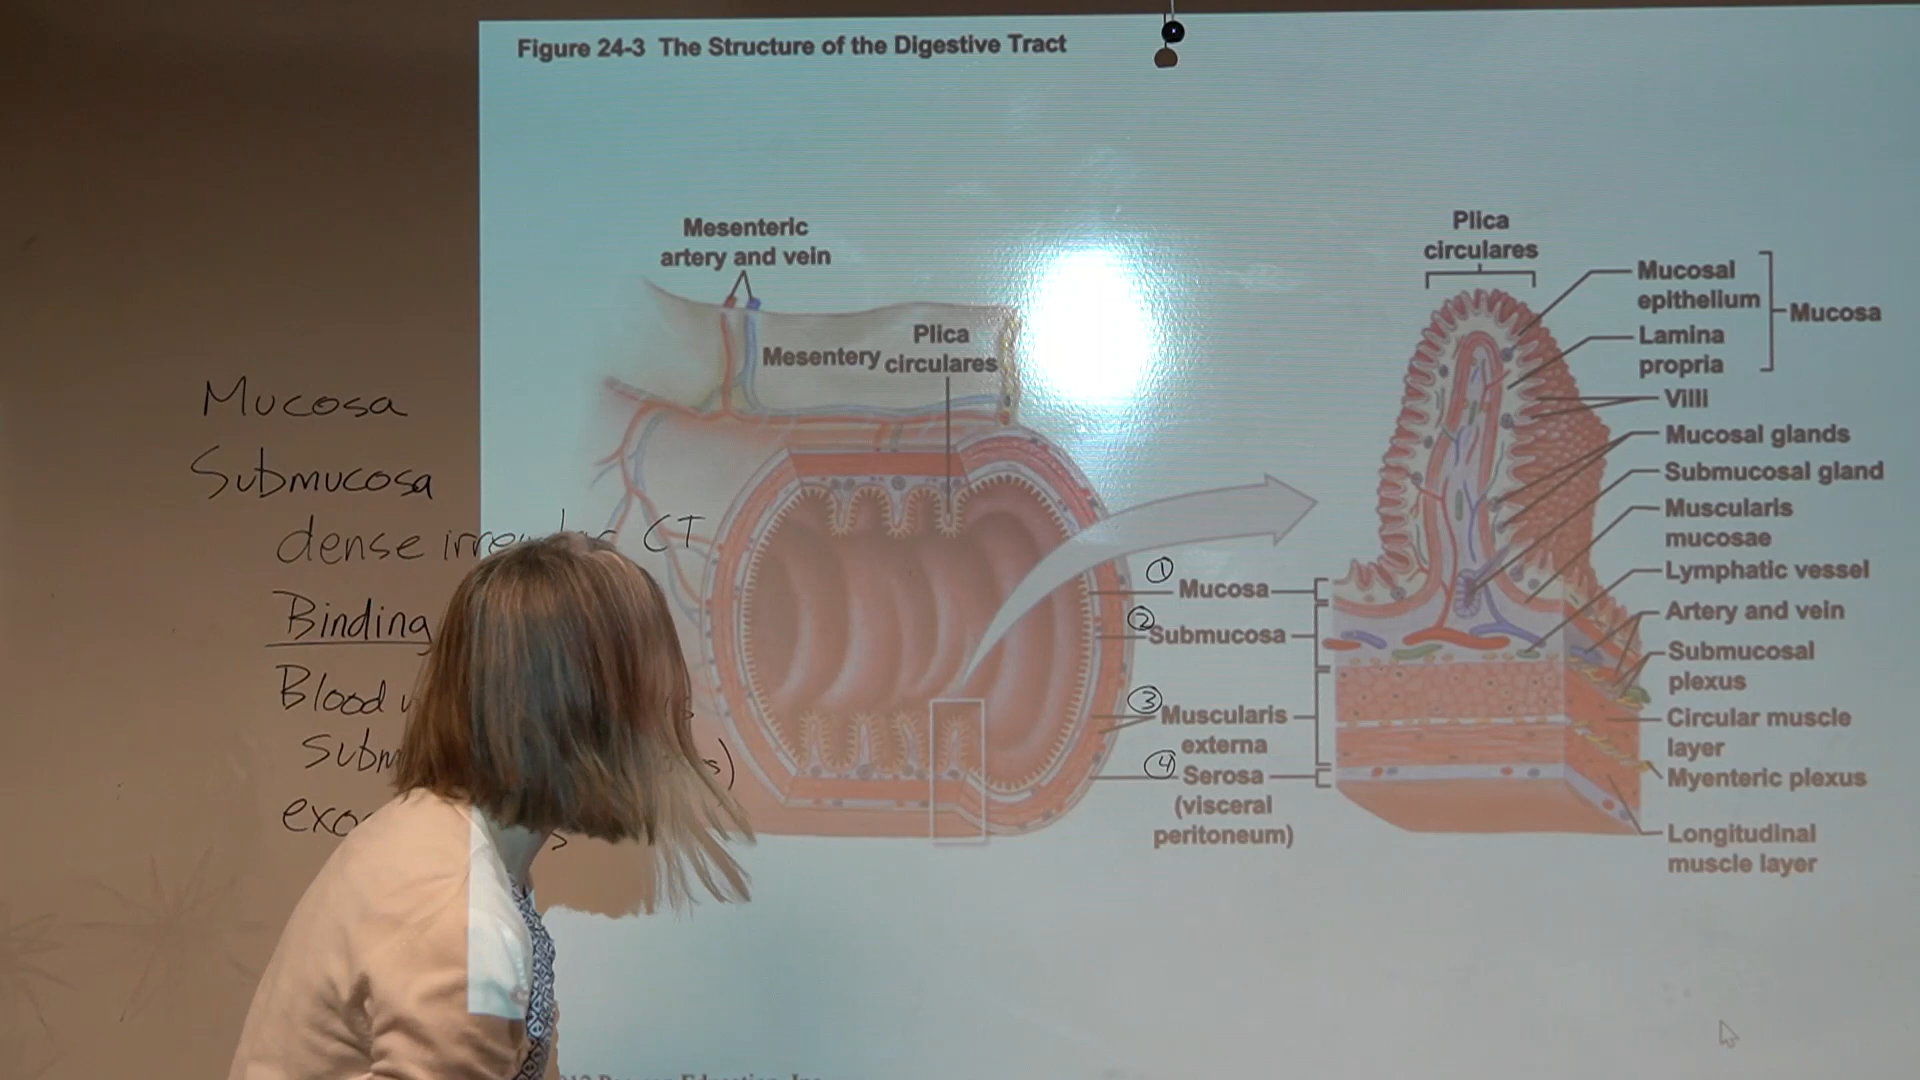 Figure 24-3 The Structure of the Digestive Tract
Mesenteric
artery and vein
Mesentery
Plica
circulares
Plica
circulares
Mucosal
epithelium
Lamina
propria
Mucosa
Villi
Mucosal glands
Submucosal gland
Muscularis
mucosae
Lymphatic vessel
Artery and vein
Submucosal
plexus
Circular muscle
layer
Myenteric plexus
Longitudinal
muscle layer
① Mucosa
② Submucosa
③ Muscularis
externa
④ Serosa
(visceral
peritoneum)
Mucosa
Submucosa
dense CT
Binding
Blood